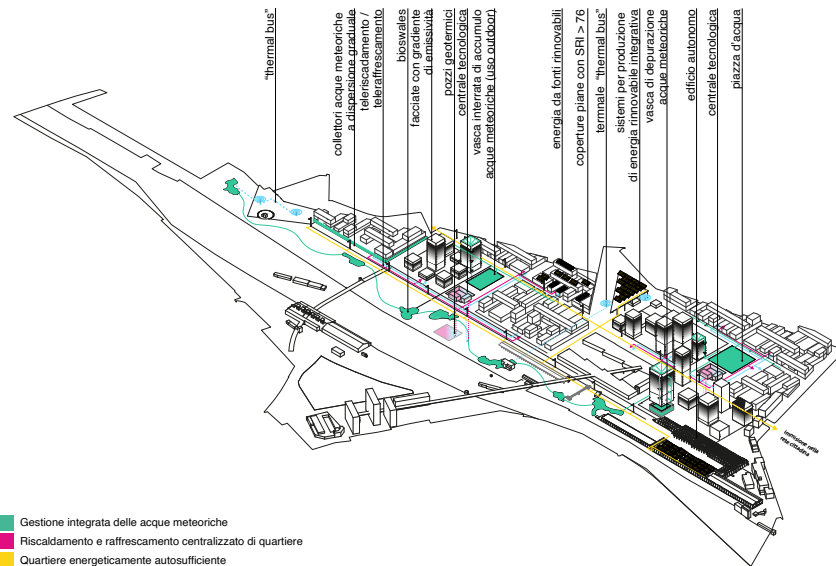 "thermal bus"
collettori acque meteoriche
a dispersione graduale
teleriscadamento /
teleraffrescamento
bioswales
facciate con gradiente
di emissività
pozzi geotermici
centrale tecnologica
vasca interrata di accumulo
acque meteoriche (uso outdoor)
energia da fonti rinnovabili
coperture piane con SRI > 76
termnale "thermal bus"
sistemi per produzione
di energia rinnovabile integrativa
vasca di depurazione
acque meteoriche
edificio autonomo
centrale tecnologica
piazza d'acqua
immissione nella
rete cittadina
Gestione integrata delle acque meteoriche
Riscaldamento e raffrescamento centralizzato di quartiere
Quartiere energeticamente autosufficiente